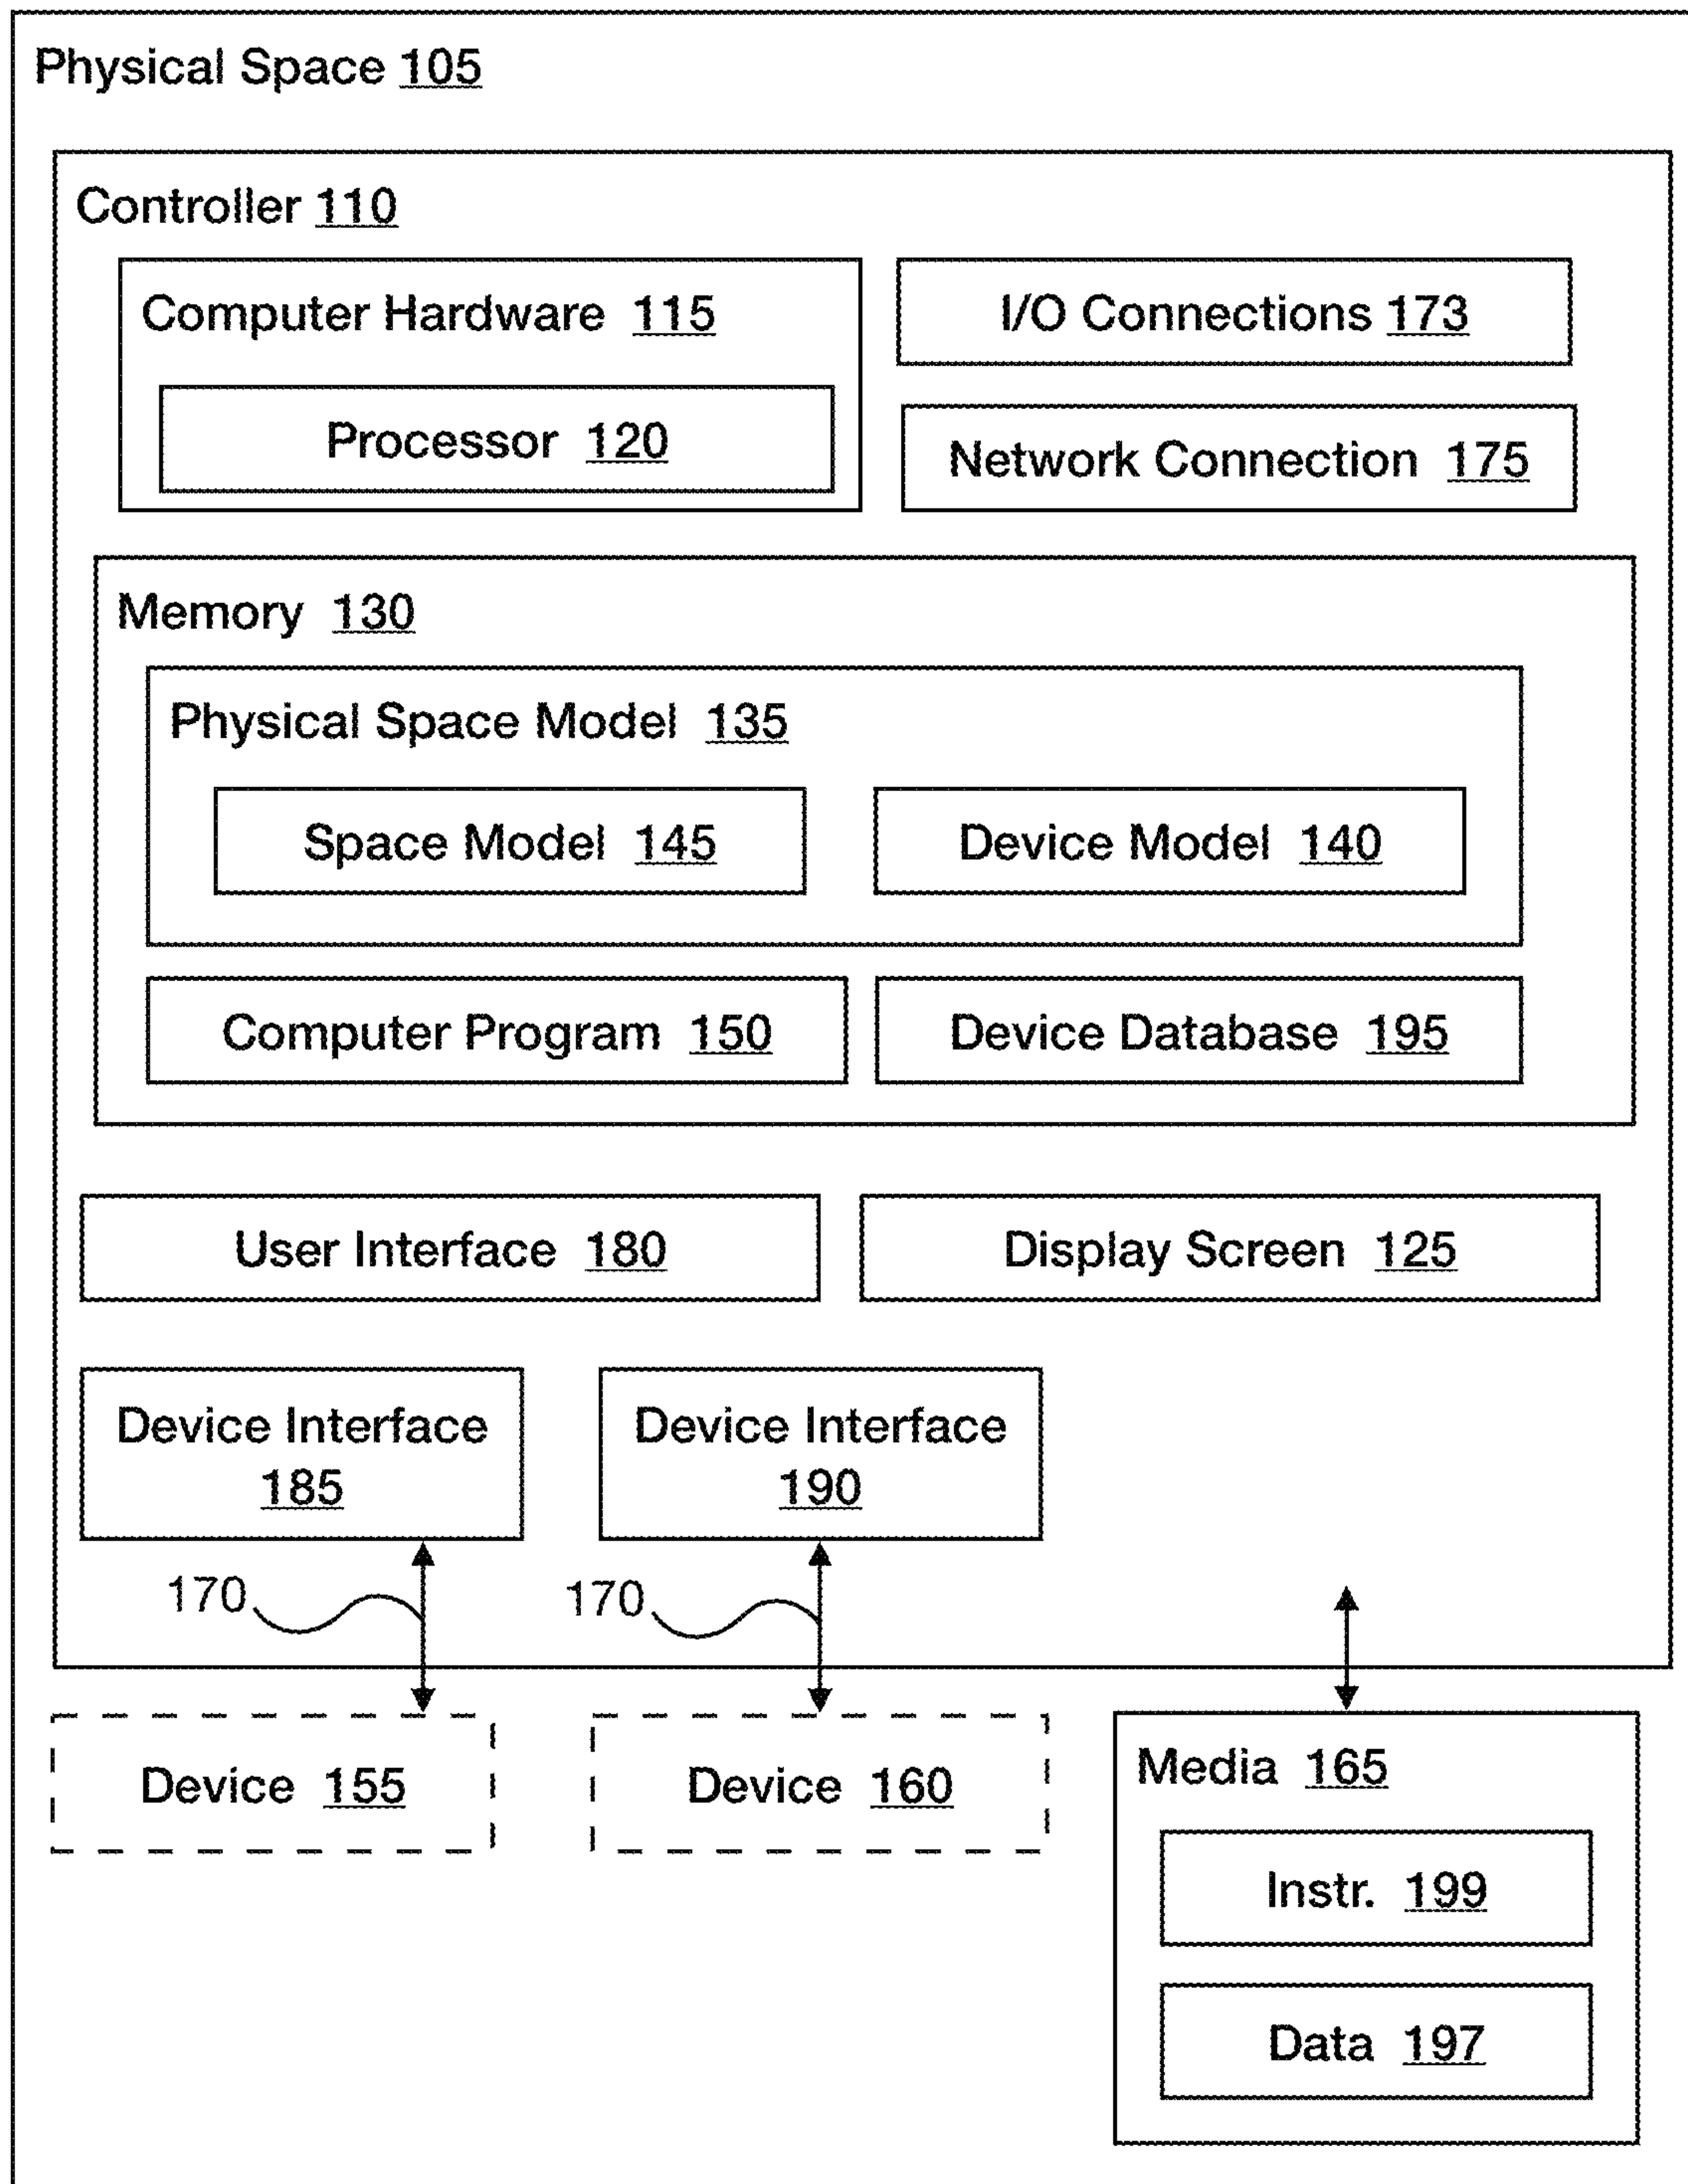 Physical Space 105
Controller 110
Computer Hardware 115
I/O Connections 173
Processor 120
Network Connection 175
Memory 130
Physical Space Model 135
Space Model 145
Device Model 140
Computer Program 150
Device Database 195
User Interface 180
Display Screen 125
Device Interface
185
Device Interface
190
170
170
Device 155
Device 160
Media 165
Instr. 199
Data 197